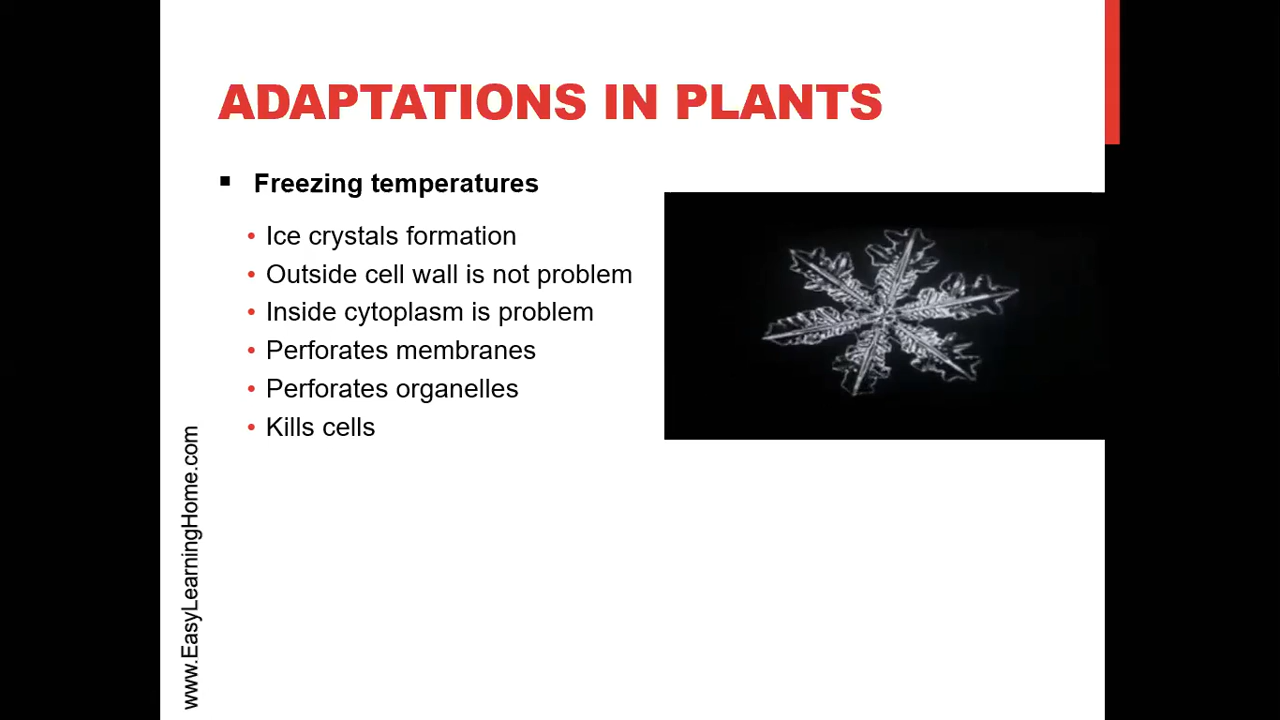 ADAPTATIONS IN PLANTS
▪ Freezing temperatures
• Ice crystals formation
• Outside cell wall is not problem
• Inside cytoplasm is problem
• Perforates membranes
• Perforates organelles
• Kills cells
www.EasyLearningHome.com